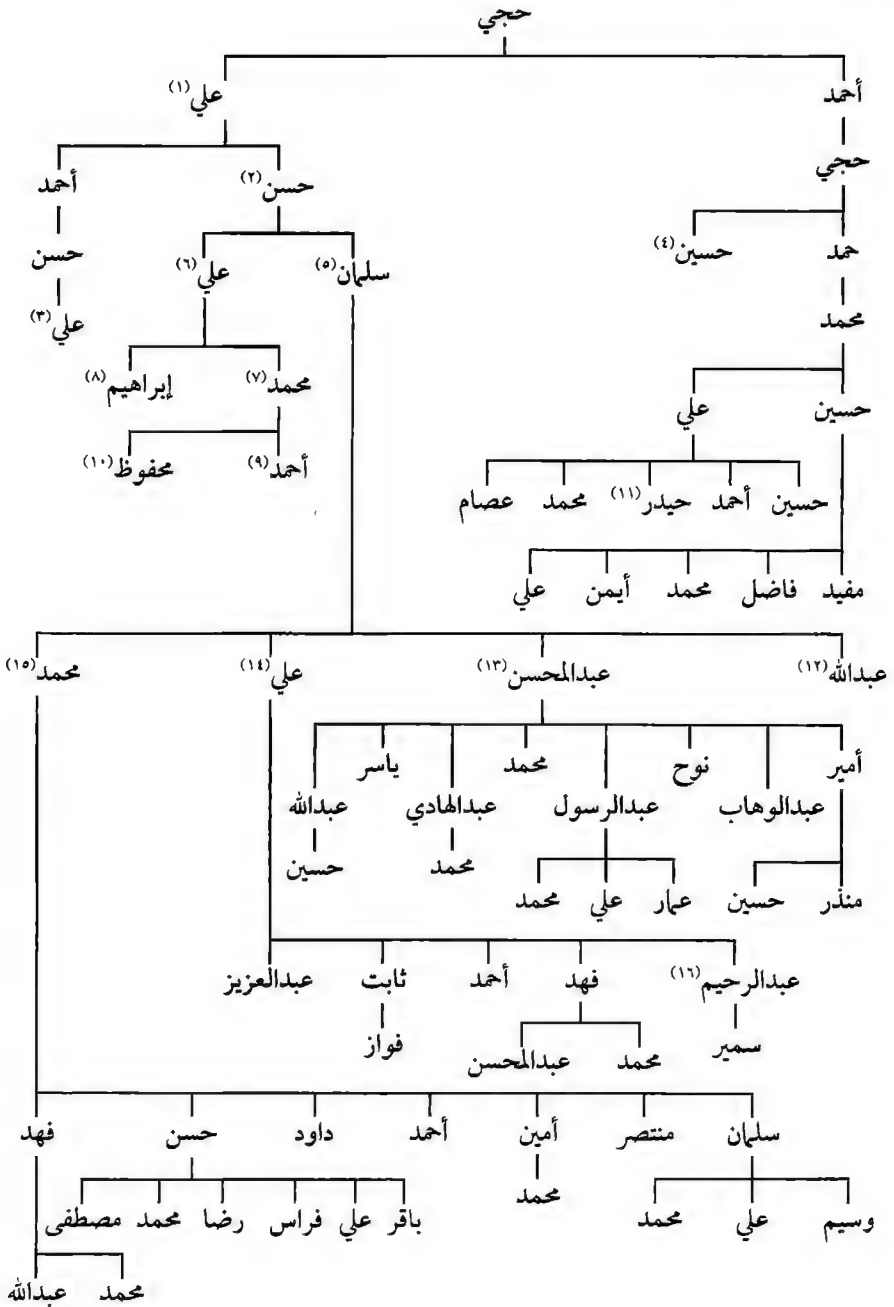 حجي
أحمد علي (١)
حجي حسن (٢) أحمد
حمد حسين (٤) سلمان (٥) علي (٦) حسن
محمد علي (٣)
محمد (٧) إبراهيم (٨)
حسين علي
أحمد (٩) محفوظ (١٠)
حسين أحمد حيدر (١١) محمد عصام
مفيد فاضل محمد أيمن علي
عبدالله (١٢) عبدالمحسن (١٣) علي (١٤) محمد (١٥)
أمير نوح محمد ياسر
عبدالوهاب عبدالرسول عبدالهادي عبدالله
محمد حسين
منذر حسين عمار علي محمد
عبدالرحيم (١٦) فهد أحمد ثابت عبدالعزيز
سمير محمد عبدالمحسن فواز
سلمان منتصر أمين أحمد داود حسن فهد
محمد
وسيم علي محمد باقر علي فراس رضا محمد مصطفى
محمد عبدالله